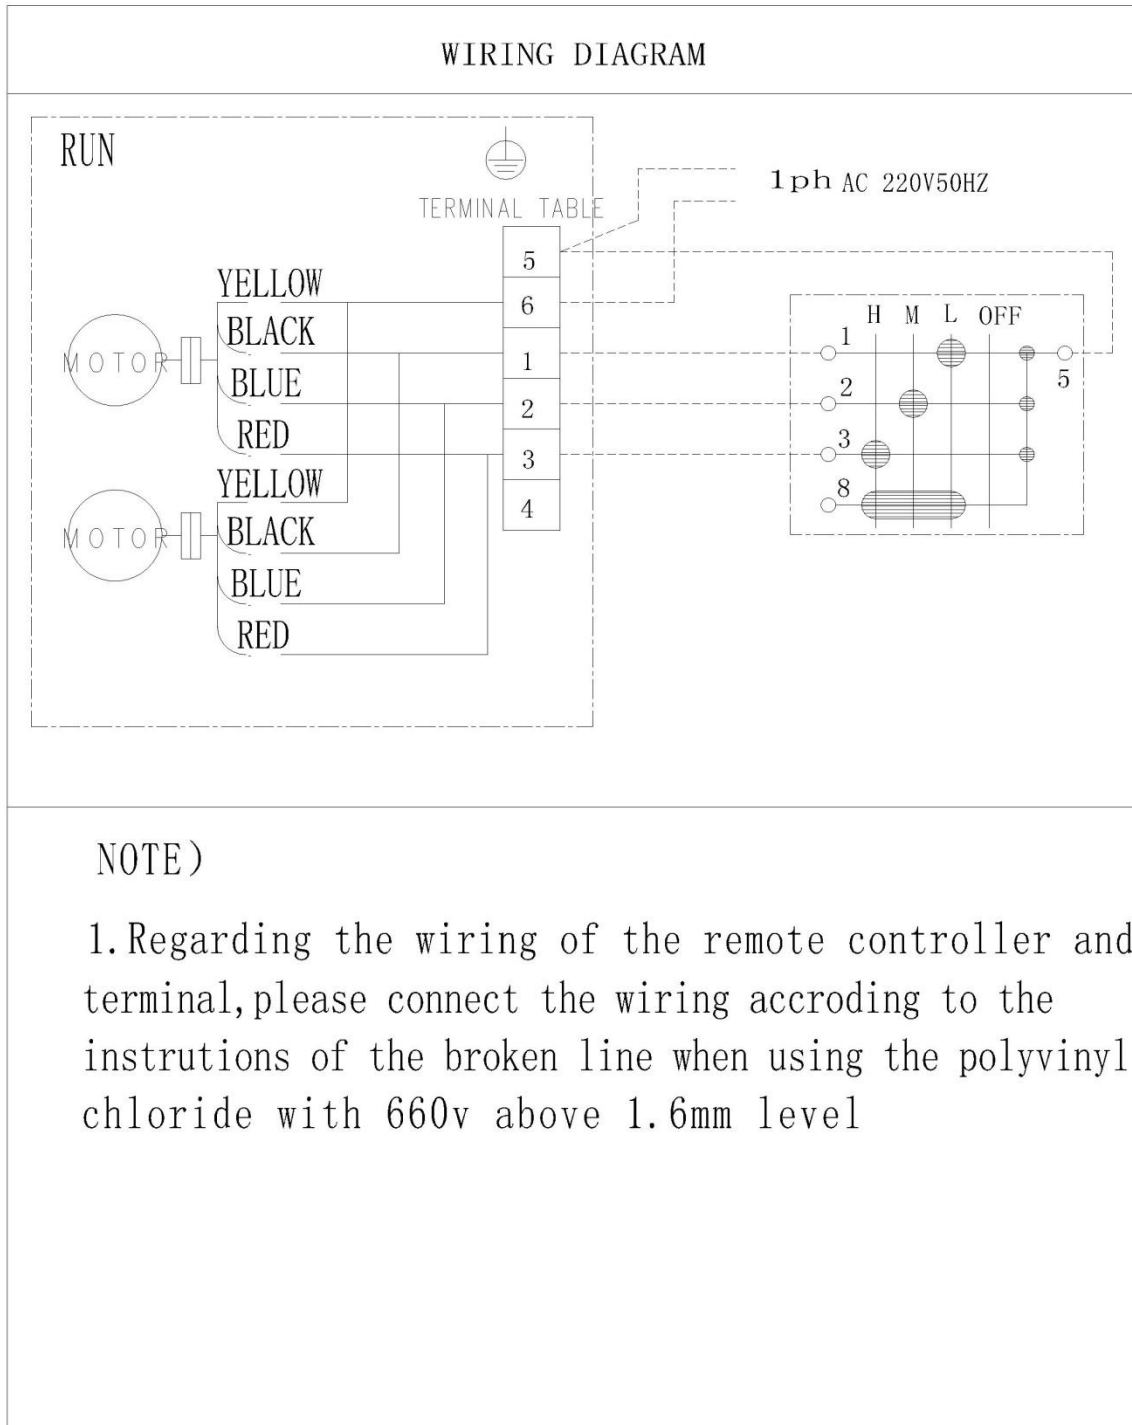 WIRING DIAGRAM
RUN
TERMINAL TABLE
1ph AC 220V50HZ
5
6
1
2
3
4
YELLOW
BLACK
BLUE
RED
MOTOR
YELLOW
BLACK
BLUE
RED
MOTOR
H M L OFF
1
2
3
8
5
NOTE)
1.Regarding the wiring of the remote controller and
terminal,please connect the wiring accroding to the
instrutions of the broken line when using the polyvinyl
chloride with 660v above 1.6mm level